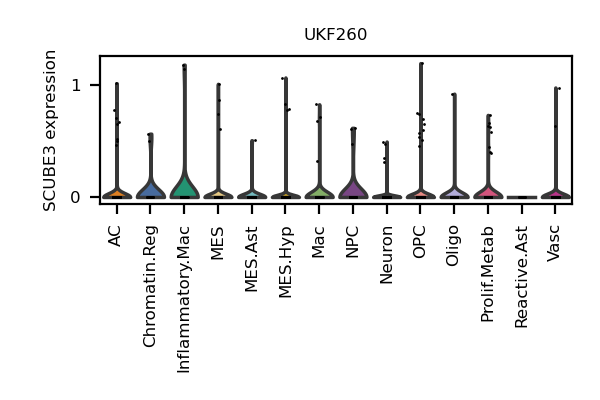 UKF260
SCUBE3 expression
1
0
AC
Chromatin.Reg
Inflammatory.Mac
MES
MES.Ast
MES.Hyp
Mac
NPC
Neuron
OPC
Oligo
Prolif.Metab
Reactive.Ast
Vasc